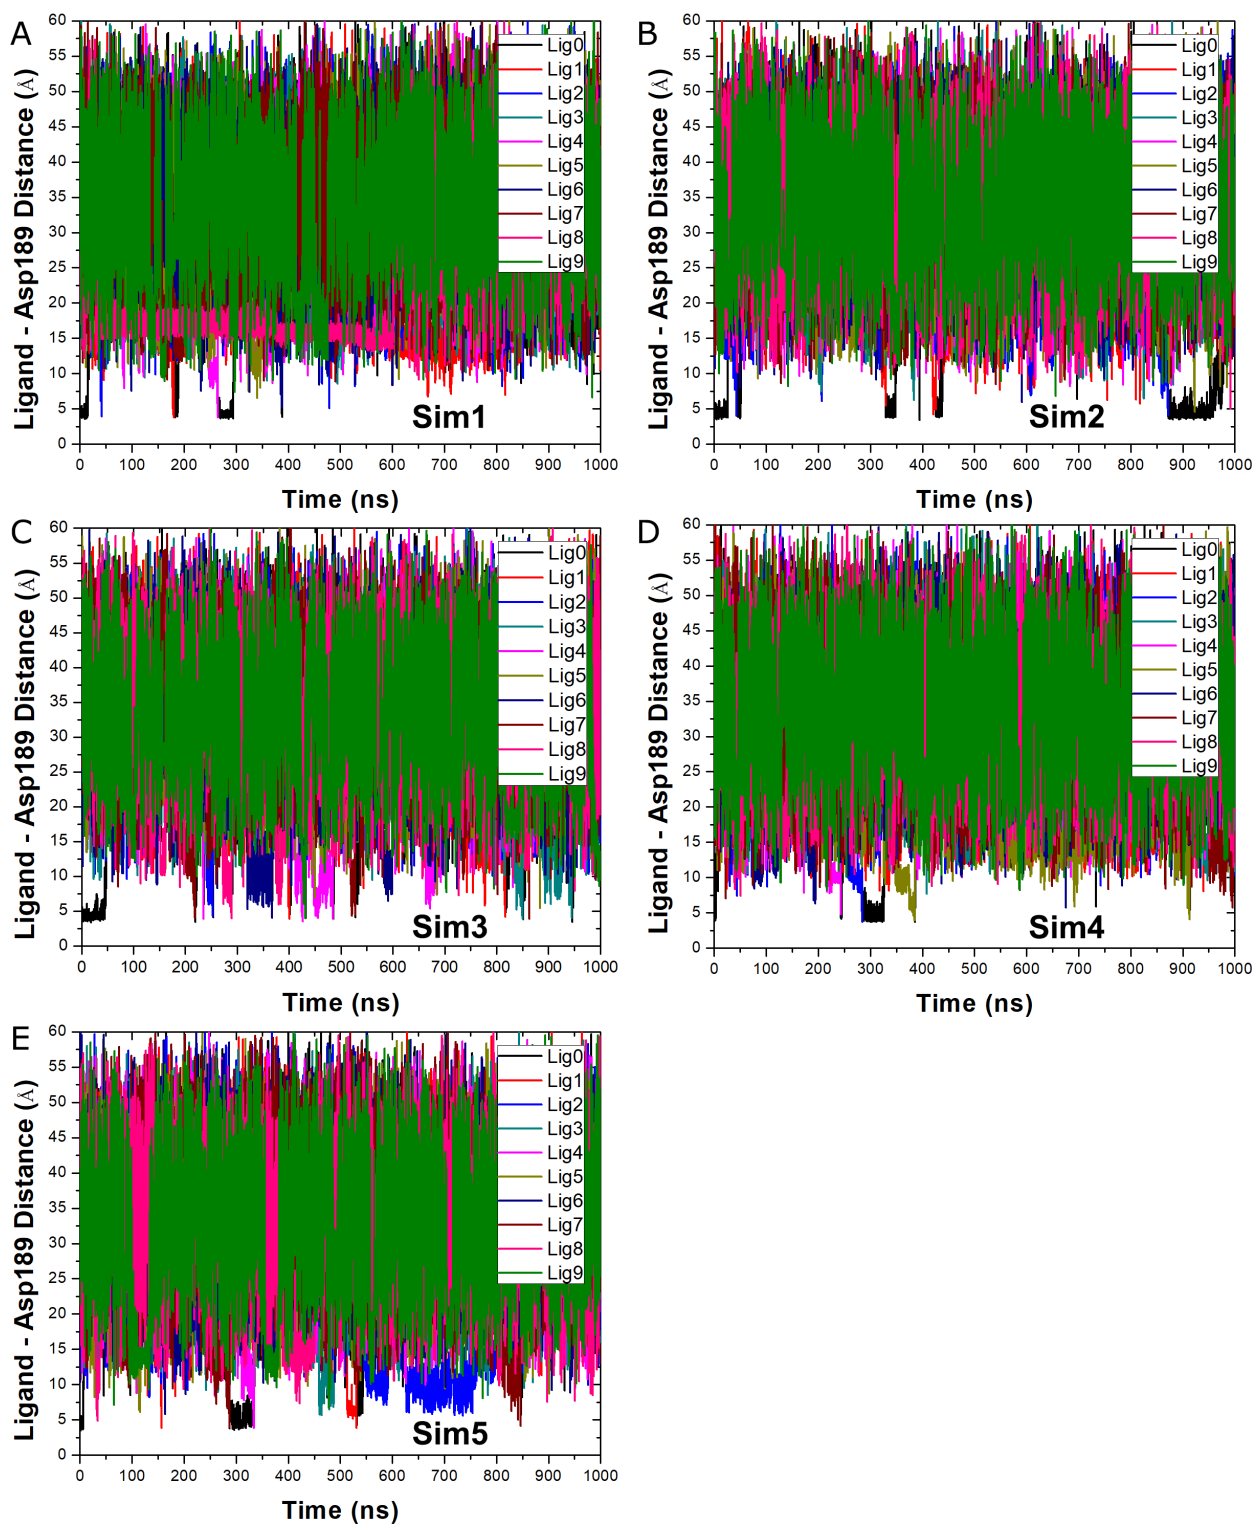 A
Ligand - Asp189 Distance (Å)
60
55
50
45
40
35
30
25
20
15
10
5
0
Lig0
Lig1
Lig2
Lig3
Lig4
Lig5
Lig6
Lig7
Lig8
Lig9
Sim1
0 100 200 300 400 500 600 700 800 900 1000
Time (ns)
B
Ligand - Asp189 Distance (Å)
60
55
50
45
40
35
30
25
20
15
10
5
0
Lig0
Lig1
Lig2
Lig3
Lig4
Lig5
Lig6
Lig7
Lig8
Lig9
Sim2
0 100 200 300 400 500 600 700 800 900 1000
Time (ns)
C
Ligand - Asp189 Distance (Å)
60
55
50
45
40
35
30
25
20
15
10
5
0
Lig0
Lig1
Lig2
Lig3
Lig4
Lig5
Lig6
Lig7
Lig8
Lig9
Sim3
0 100 200 300 400 500 600 700 800 900 1000
Time (ns)
D
Ligand - Asp189 Distance (Å)
60
55
50
45
40
35
30
25
20
15
10
5
0
Lig0
Lig1
Lig2
Lig3
Lig4
Lig5
Lig6
Lig7
Lig8
Lig9
Sim4
0 100 200 300 400 500 600 700 800 900 1000
Time (ns)
E
Ligand - Asp189 Distance (Å)
60
55
50
45
40
35
30
25
20
15
10
5
0
Lig0
Lig1
Lig2
Lig3
Lig4
Lig5
Lig6
Lig7
Lig8
Lig9
Sim5
0 100 200 300 400 500 600 700 800 900 1000
Time (ns)